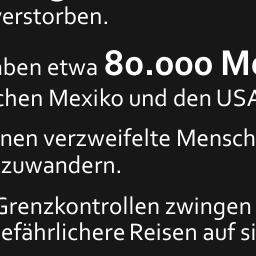 verstorben.
aben etwa 80.000 Me
chen Mexiko und den USA
nen verzweifelte Mensch
zuwandern.
Grenzkontrollen zwingen
efährlichere Reisen auf si